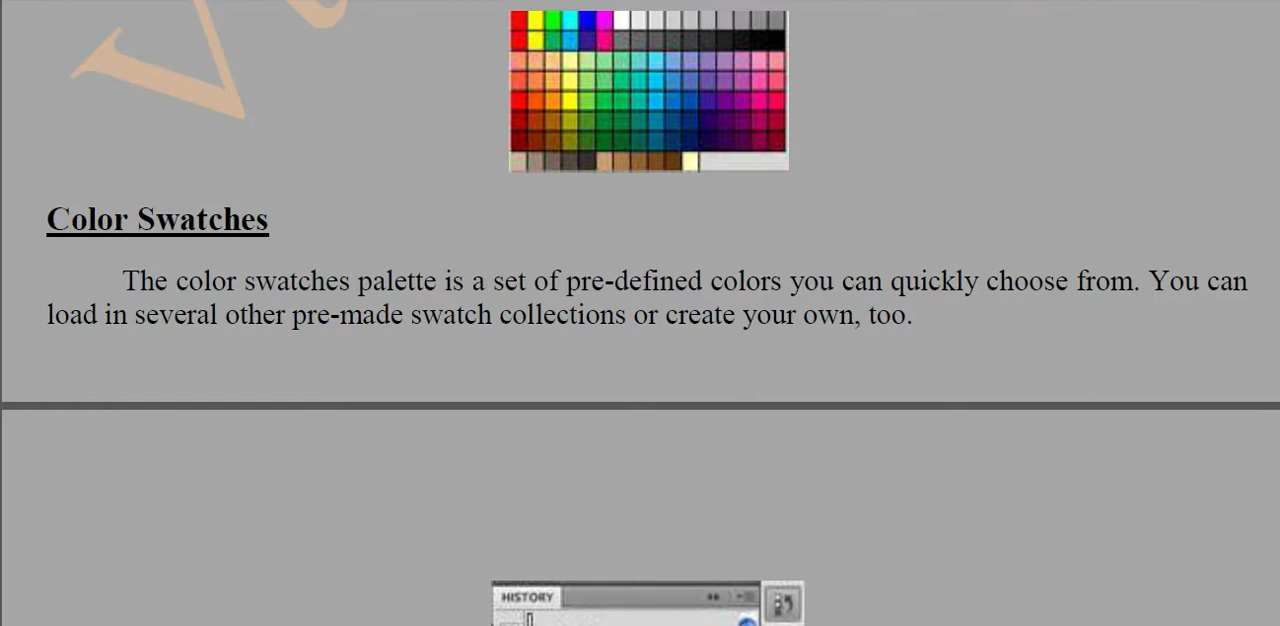 Color Swatches
The color swatches palette is a set of pre-defined colors you can quickly choose from. You can
load in several other pre-made swatch collections or create your own, too.
HISTORY